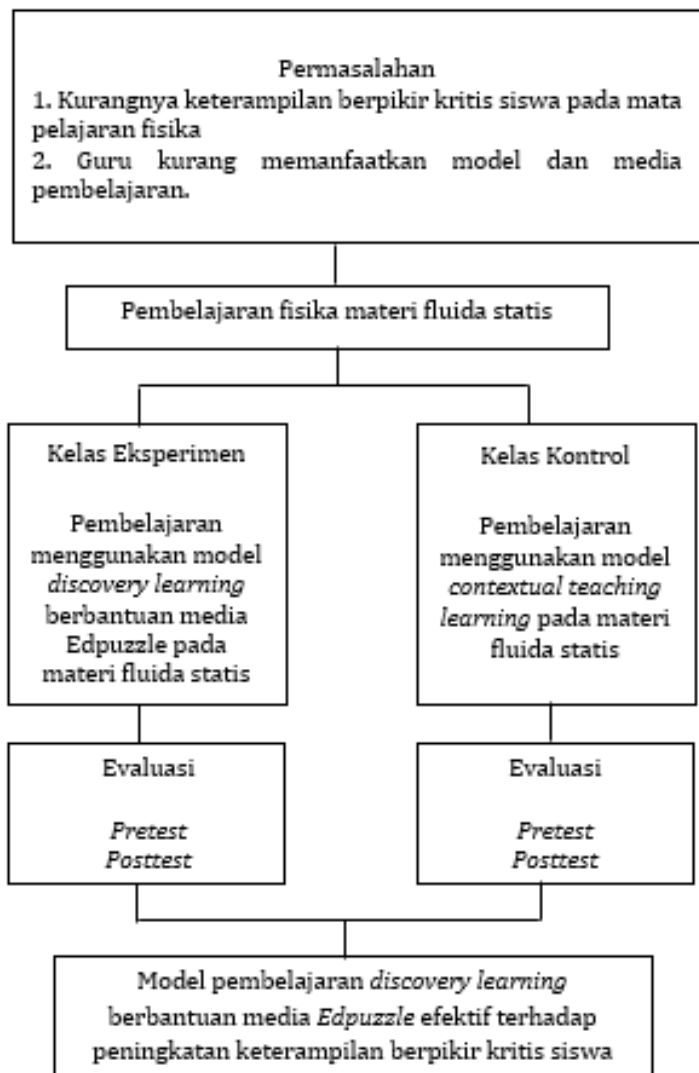 Permasalahan
1. Kurangnya keterampilan berpikir kritis siswa pada mata
pelajaran fisika
2. Guru kurang memanfaatkan model dan media
pembelajaran.
Pembelajaran fisika materi fluida statis
Kelas Eksperimen
Pembelajaran
menggunakan model
discovery learning
berbantuan media
Edpuzzle pada
materi fluida statis
Kelas Kontrol
Pembelajaran
menggunakan model
contextual teaching
learning pada materi
fluida statis
Evaluasi
Pretest
Posttest
Evaluasi
Pretest
Posttest
Model pembelajaran discovery learning
berbantuan media Edpuzzle efektif terhadap
peningkatan keterampilan berpikir kritis siswa